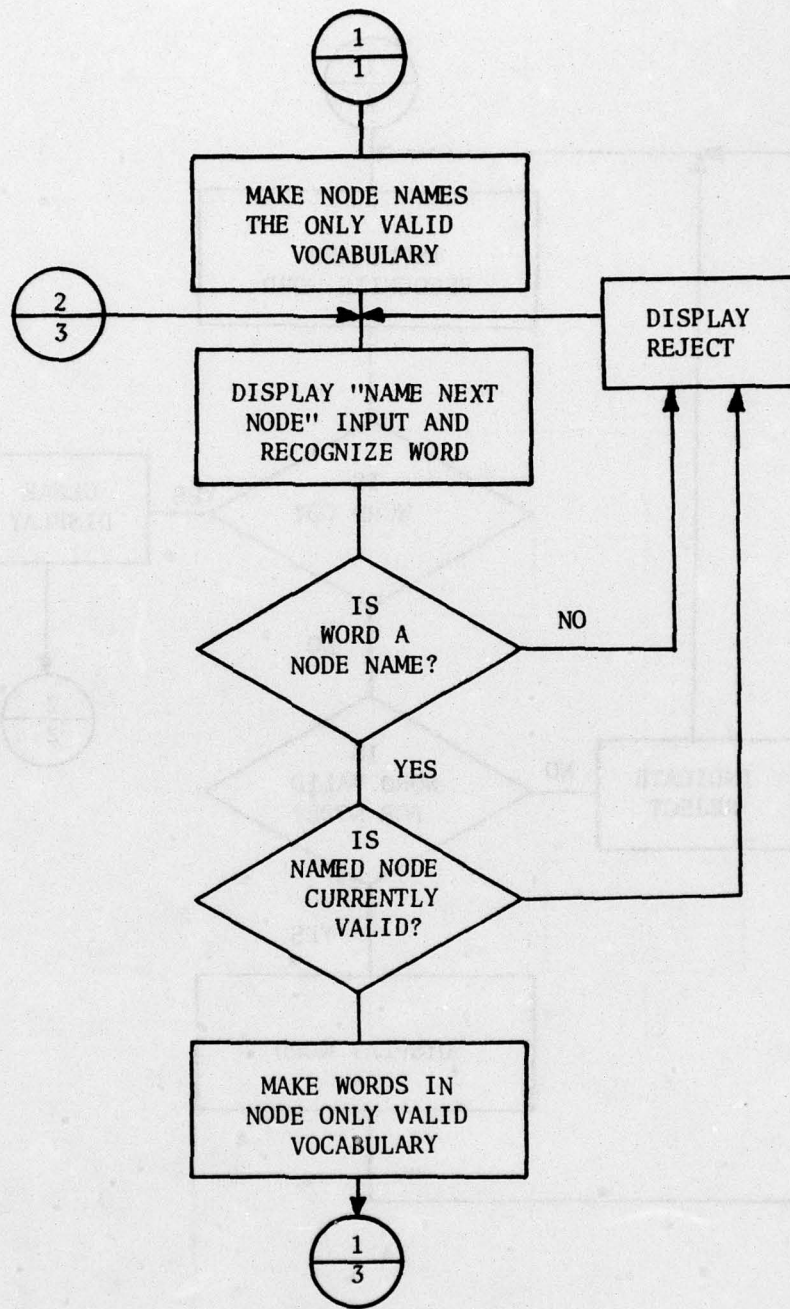 1
1
MAKE NODE NAMES
THE ONLY VALID
VOCABULARY
2
3
DISPLAY
REJECT
DISPLAY "NAME NEXT
NODE" INPUT AND
RECOGNIZE WORD
IS
WORD A
NODE NAME?
NO
YES
IS
NAMED NODE
CURRENTLY
VALID?
MAKE WORDS IN
NODE ONLY VALID
VOCABULARY
1
3